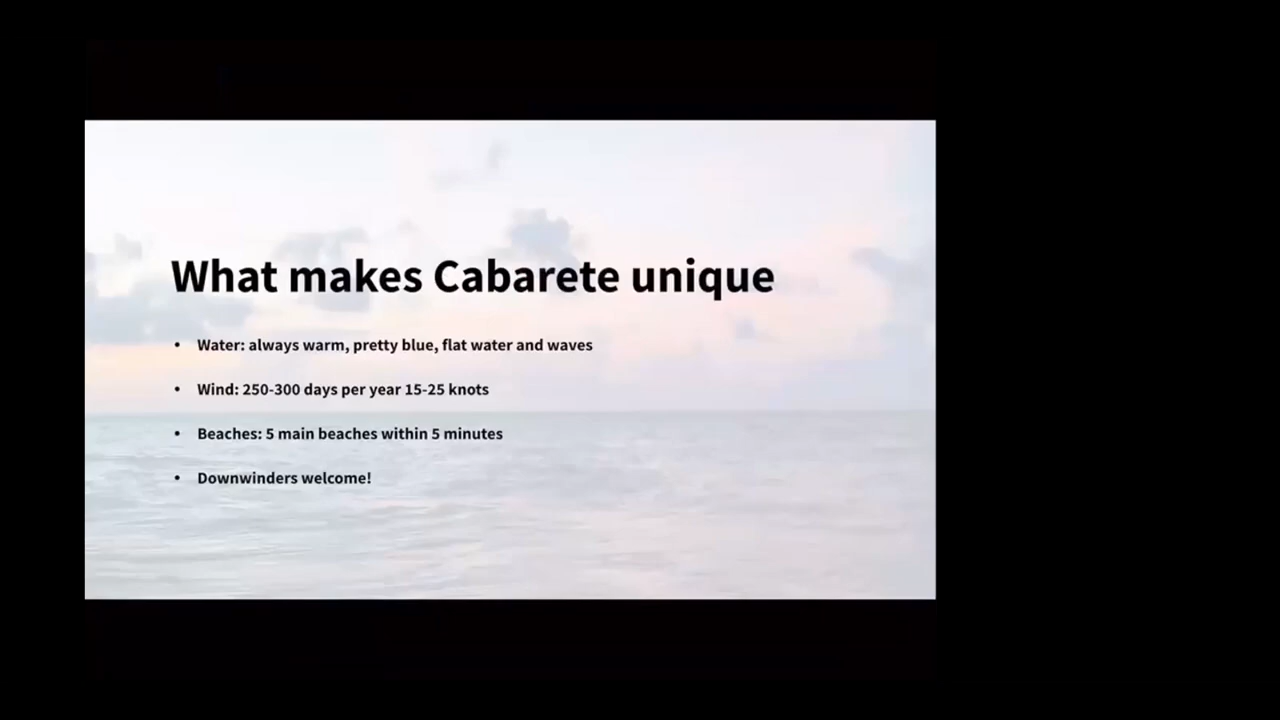 What makes Cabarete unique
• Water: always warm, pretty blue, flat water and waves
• Wind: 250-300 days per year 15-25 knots
• Beaches: 5 main beaches within 5 minutes
• Downwinders welcome!